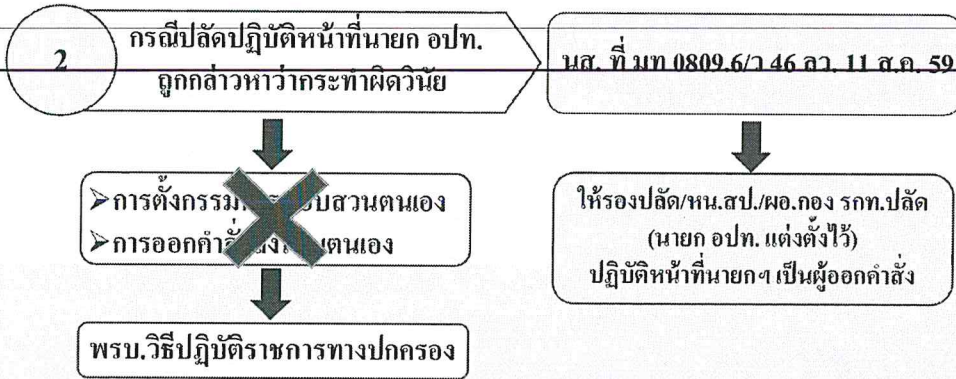 2
กรณีปลัดปฏิบัติหน้าที่นายก อปท.
ถูกกล่าวหาว่ากระทำผิดวินัย
นส. ที่ มท 0809.6/ว 46 ลว. 11 ส.ค. 59
➢การตั้งกรรม สวนตนเอง
➢การออกคำสั่ง ตนเอง
พรบ.วิธีปฏิบัติราชการทางปกครอง
ให้รองปลัด/หน.สป./ผอ.กอง รกท.ปลัด
(นายก อปท. แต่งตั้งไว้)
ปฏิบัติหน้าที่นายกฯ เป็นผู้ออกคำสั่ง